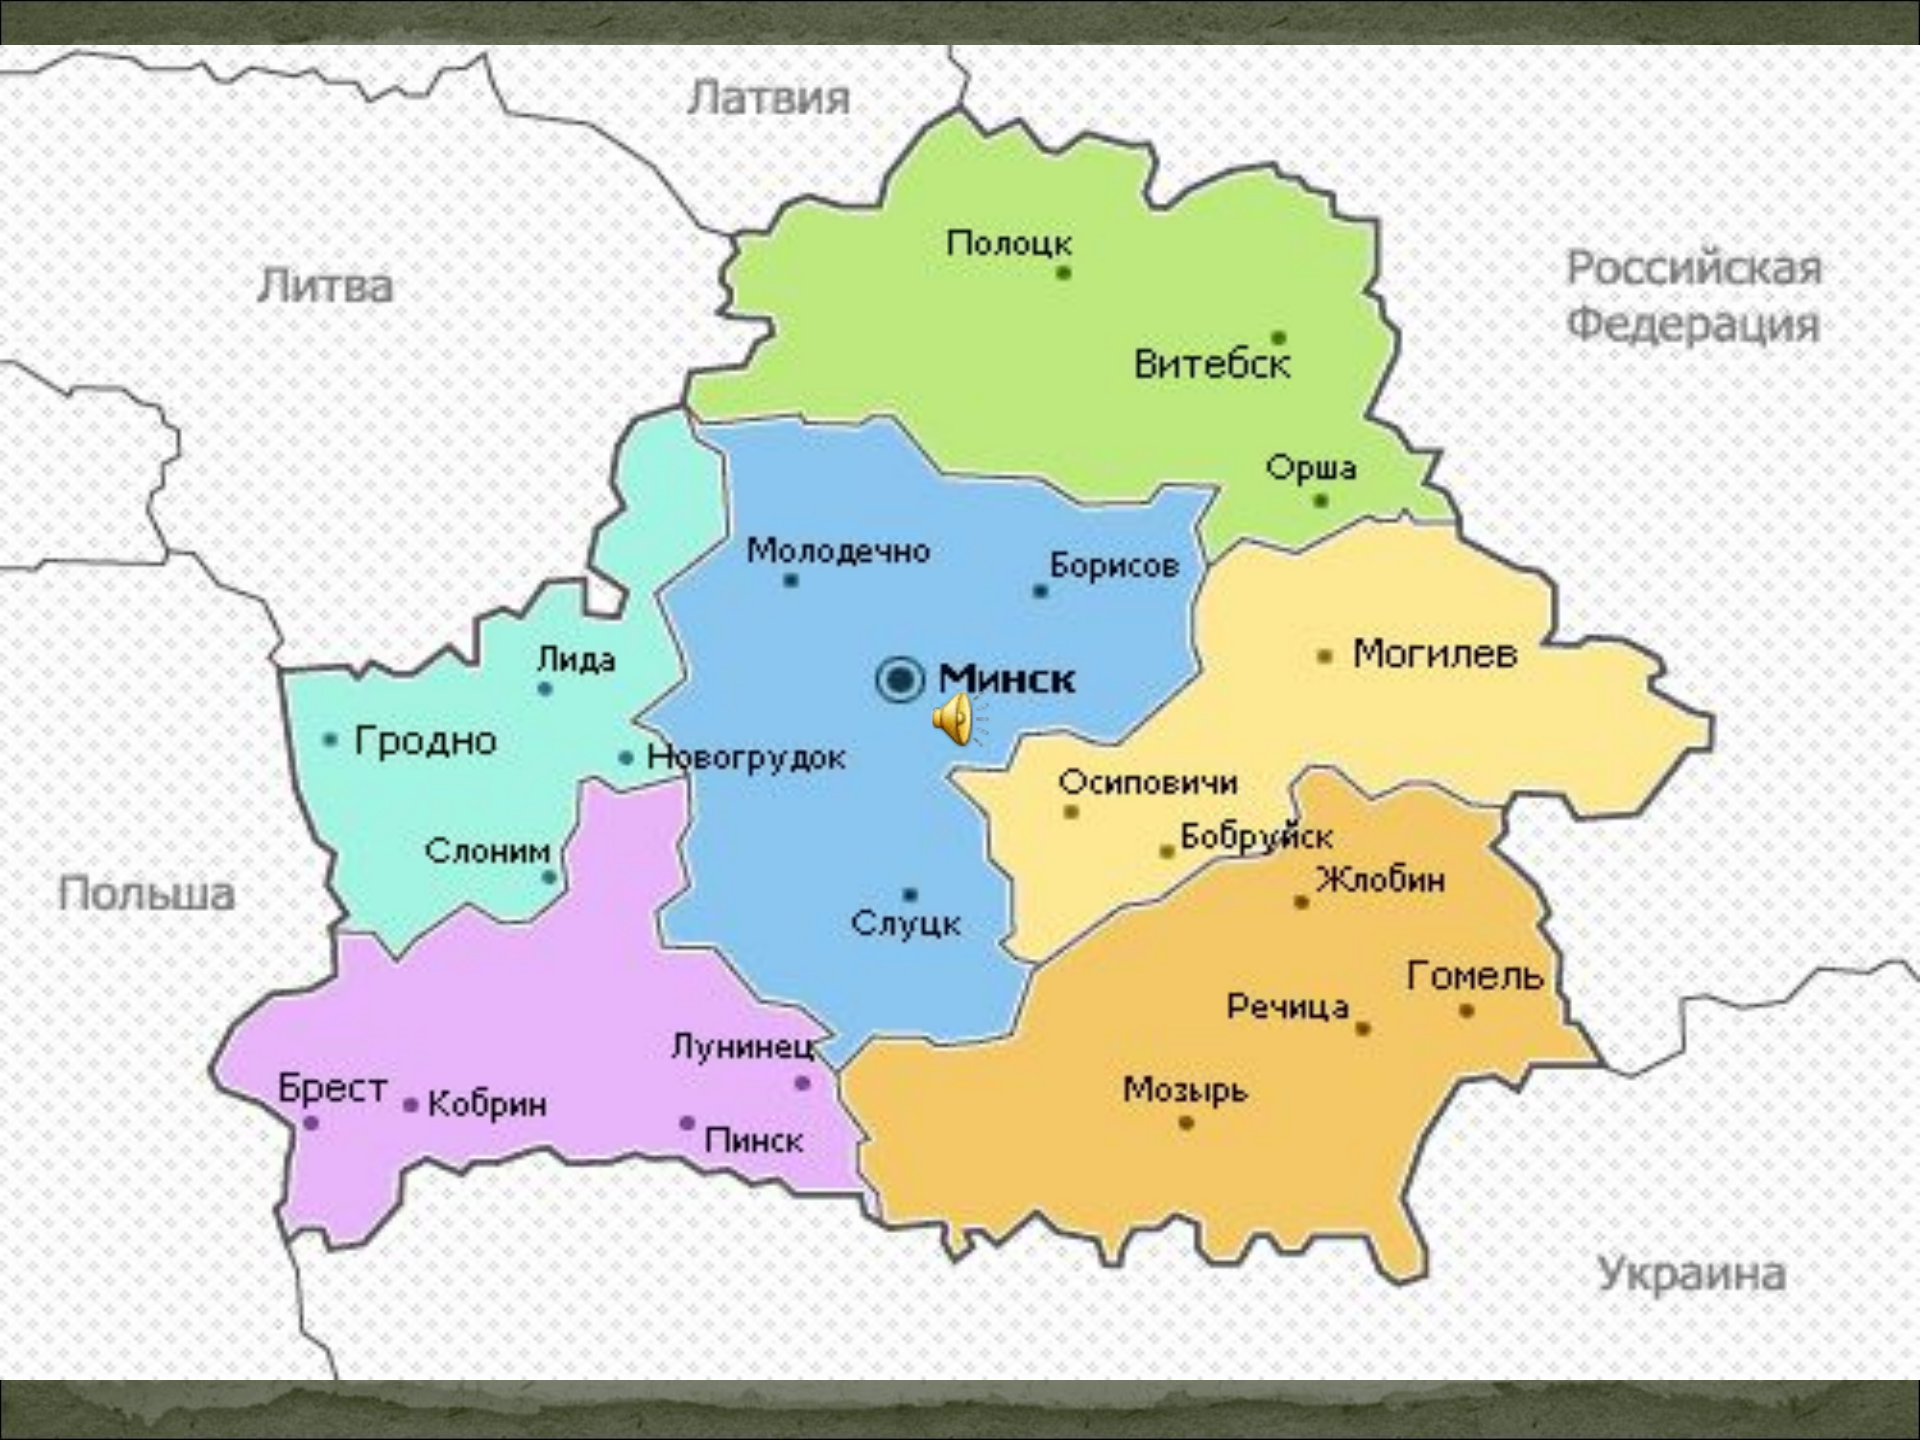 Латвия
Литва
Российская
Федерация
Полоцк
Витебск
Орша
Молодечно
Борисов
Минск
Могилев
Лида
Гродно
Новогрудок
Осиповичи
Бобруйск
Слоним
Жлобин
Польша
Слуцк
Гомель
Речица
Лунинец
Брест
Кобрин
Мозырь
Пинск
Украина